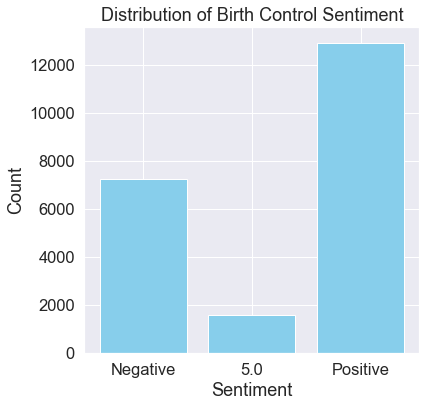 Distribution of Birth Control Sentiment
Count
12000
10000
8000
6000
4000
2000
0
Negative 5.0 Positive
Sentiment